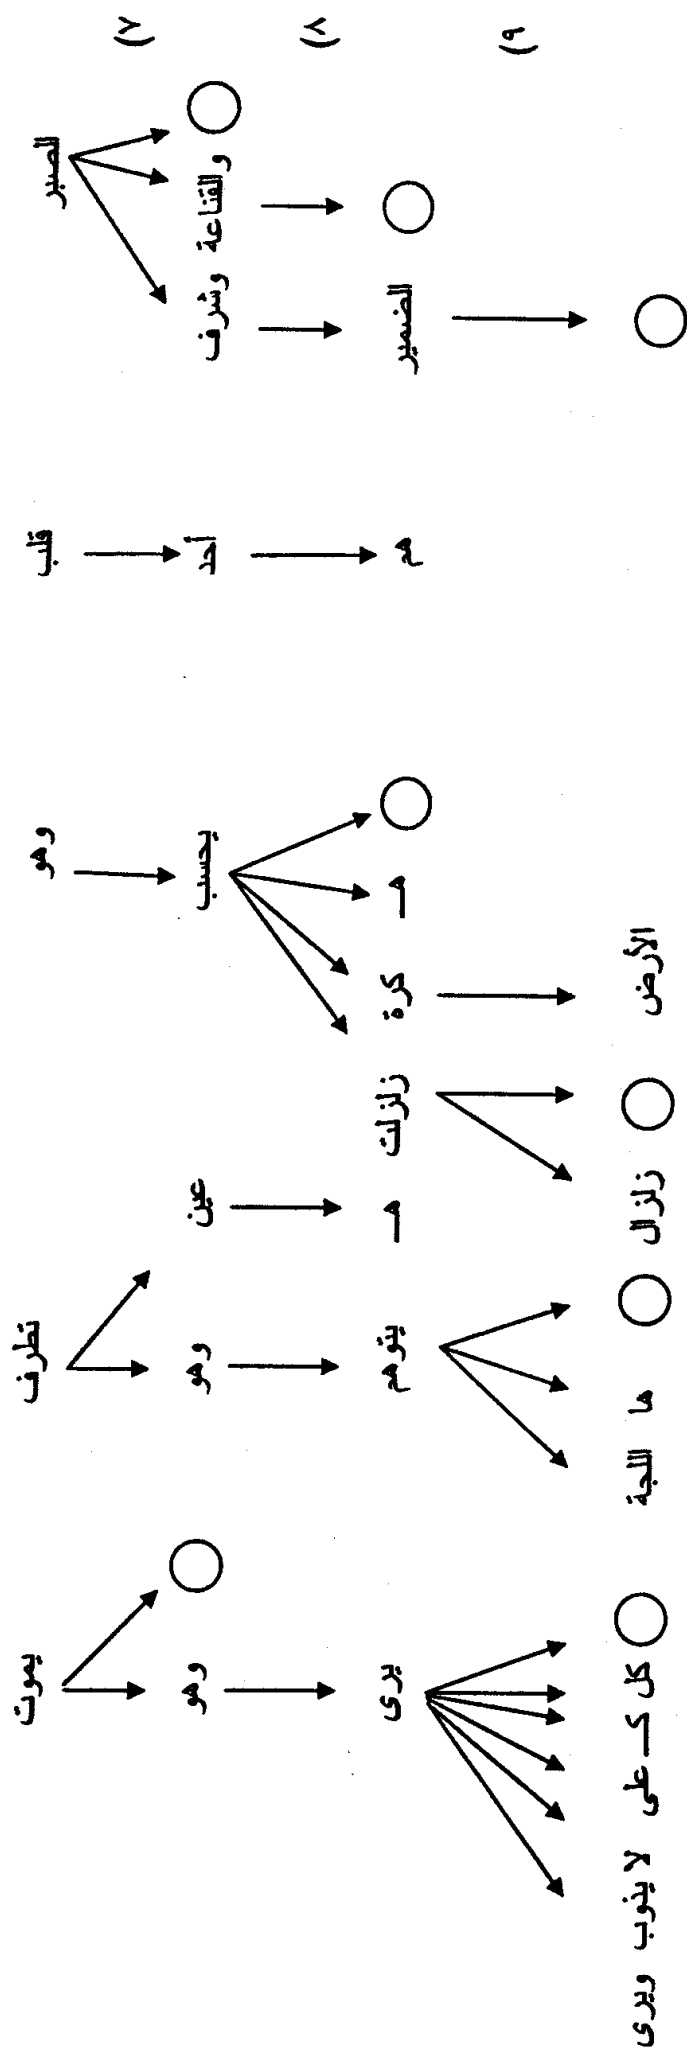 الصبر قلب وهو تطرف يموت
٧)
والقناعة وشرف أحد يحسب عين وهو وهو
٨)
الضمير هم هـ كرة زلزلت هـ يتوهم يرى
٩)
الأرض زلزال ها اللجة كل كـ على لا يذوب ويرى